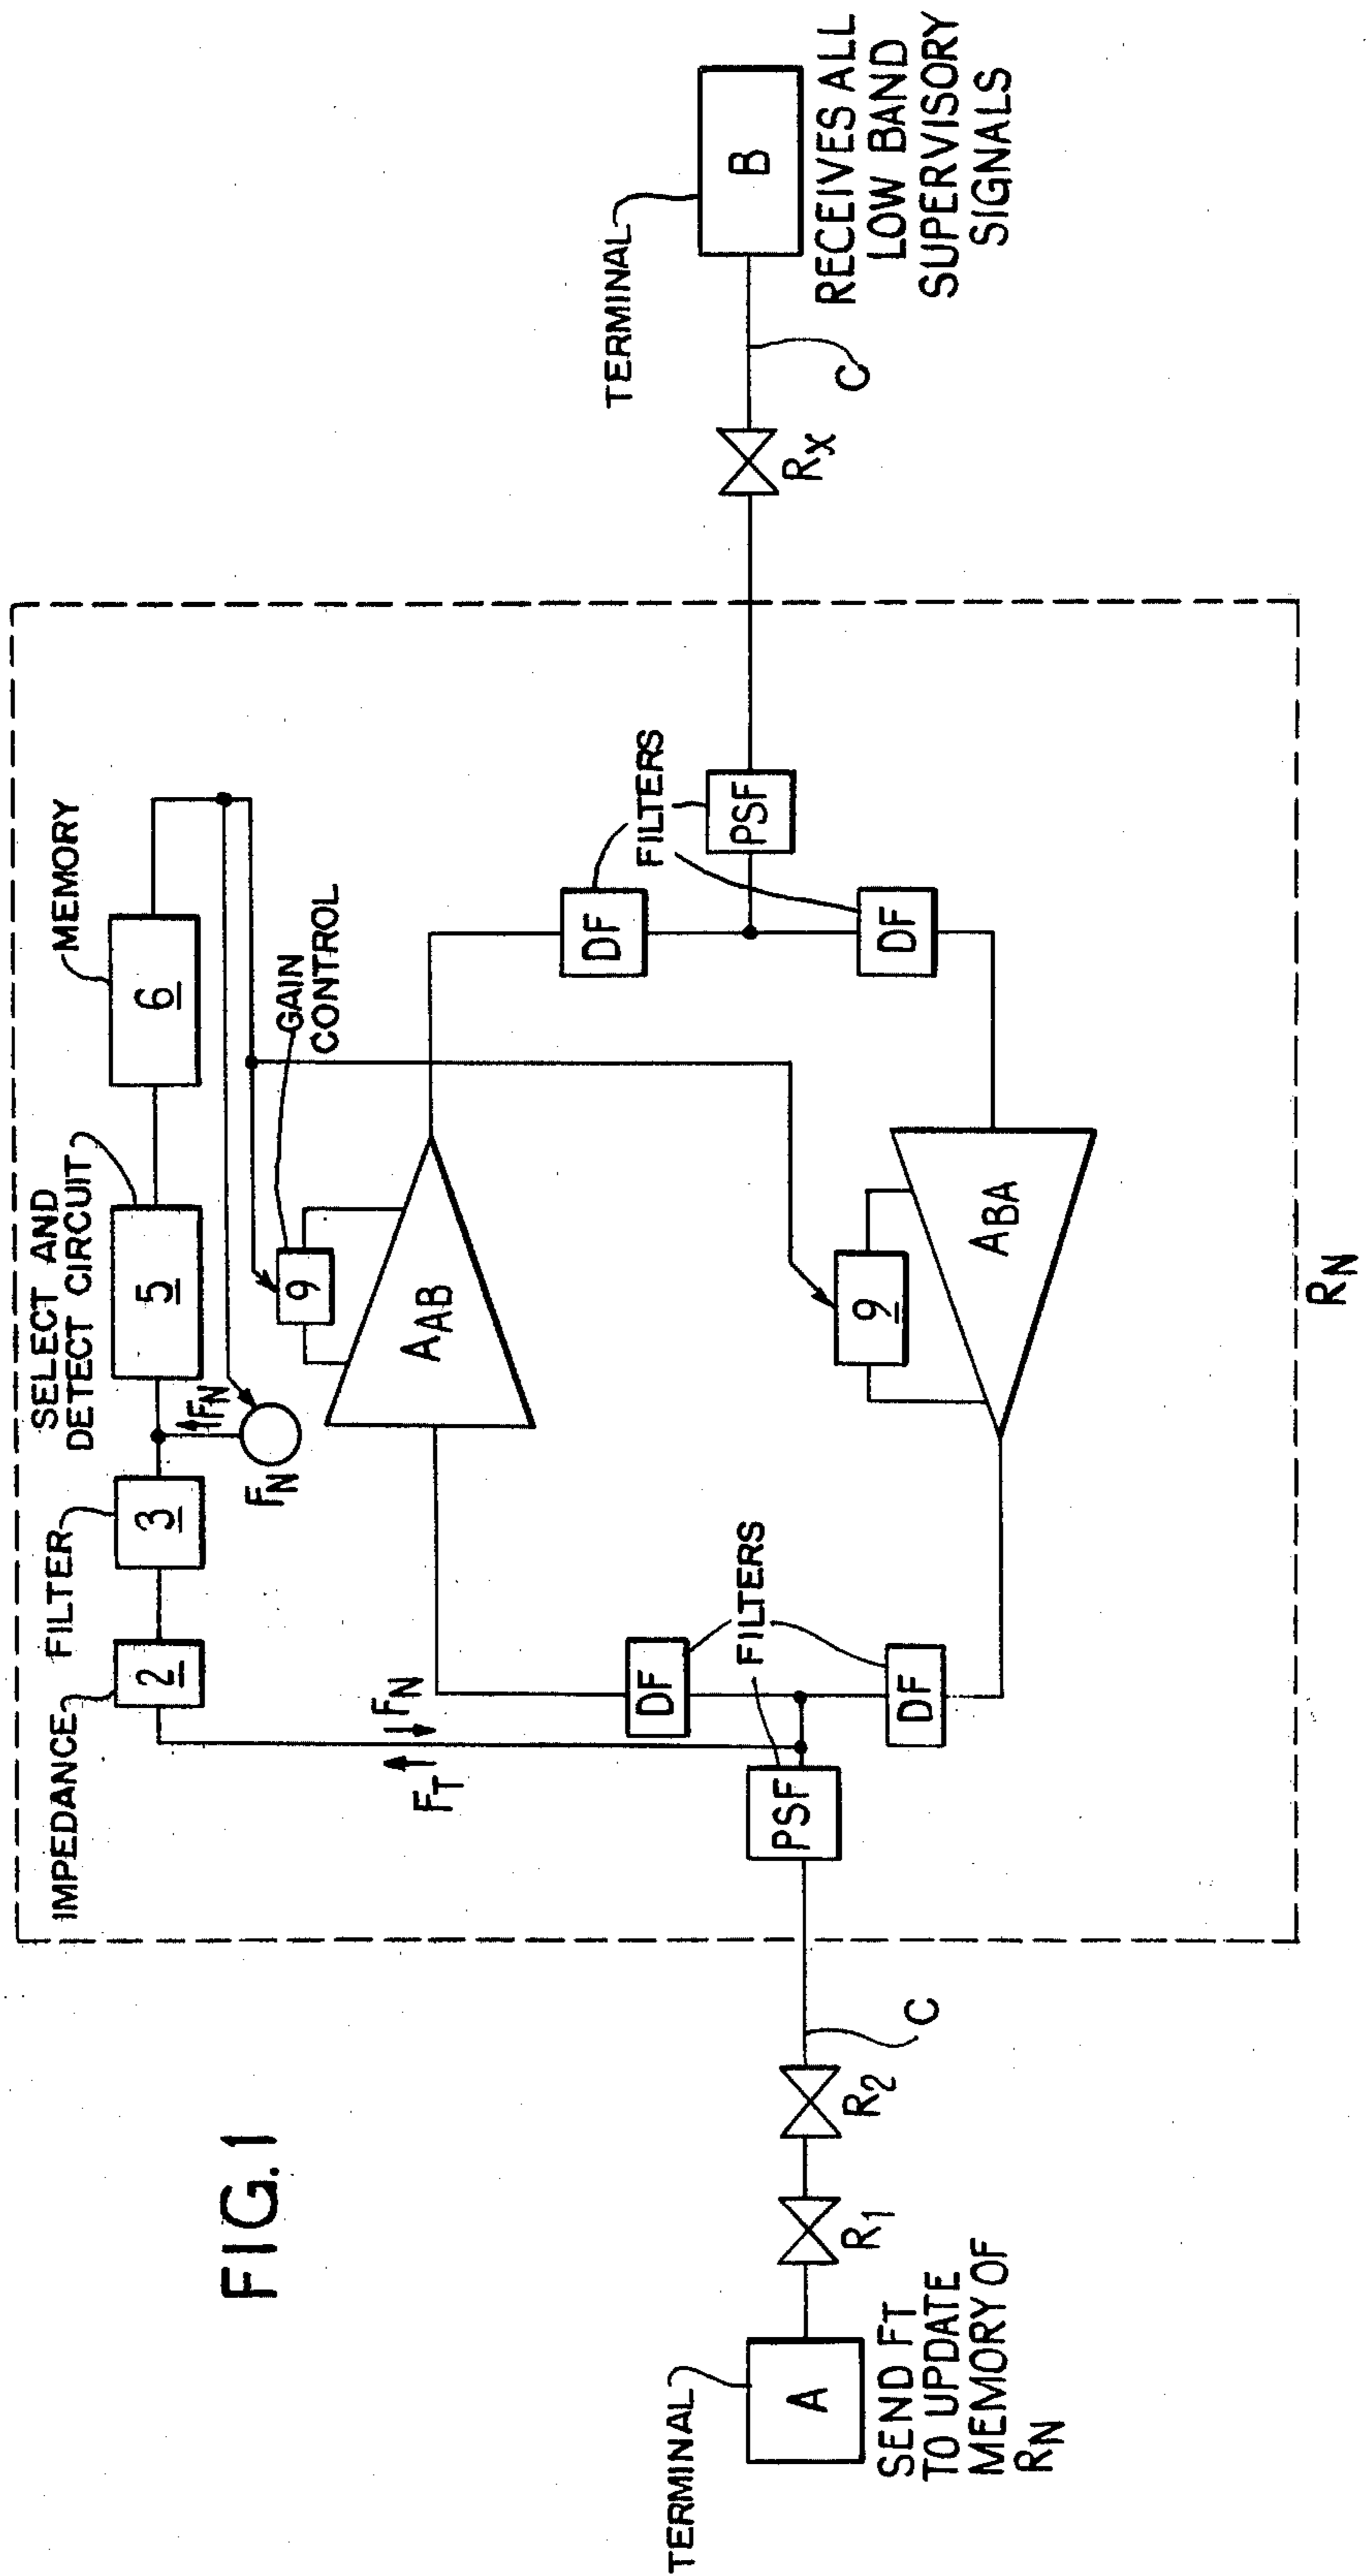 FIG. 1
IMPEDANCE
FILTER
SELECT AND
DETECT CIRCUIT
MEMORY
2
3
5
6
FN
FN
FT
FN
GAIN
CONTROL
9
AAB
DF
FILTERS
DF
PSF
DF
FILTERS
DF
PSF
9
ABA
RN
TERMINAL
A
SEND FT
TO UPDATE
MEMORY OF
RN
R1
R2
C
RX
C
TERMINAL
B
RECEIVES ALL
LOW BAND
SUPERVISORY
SIGNALS